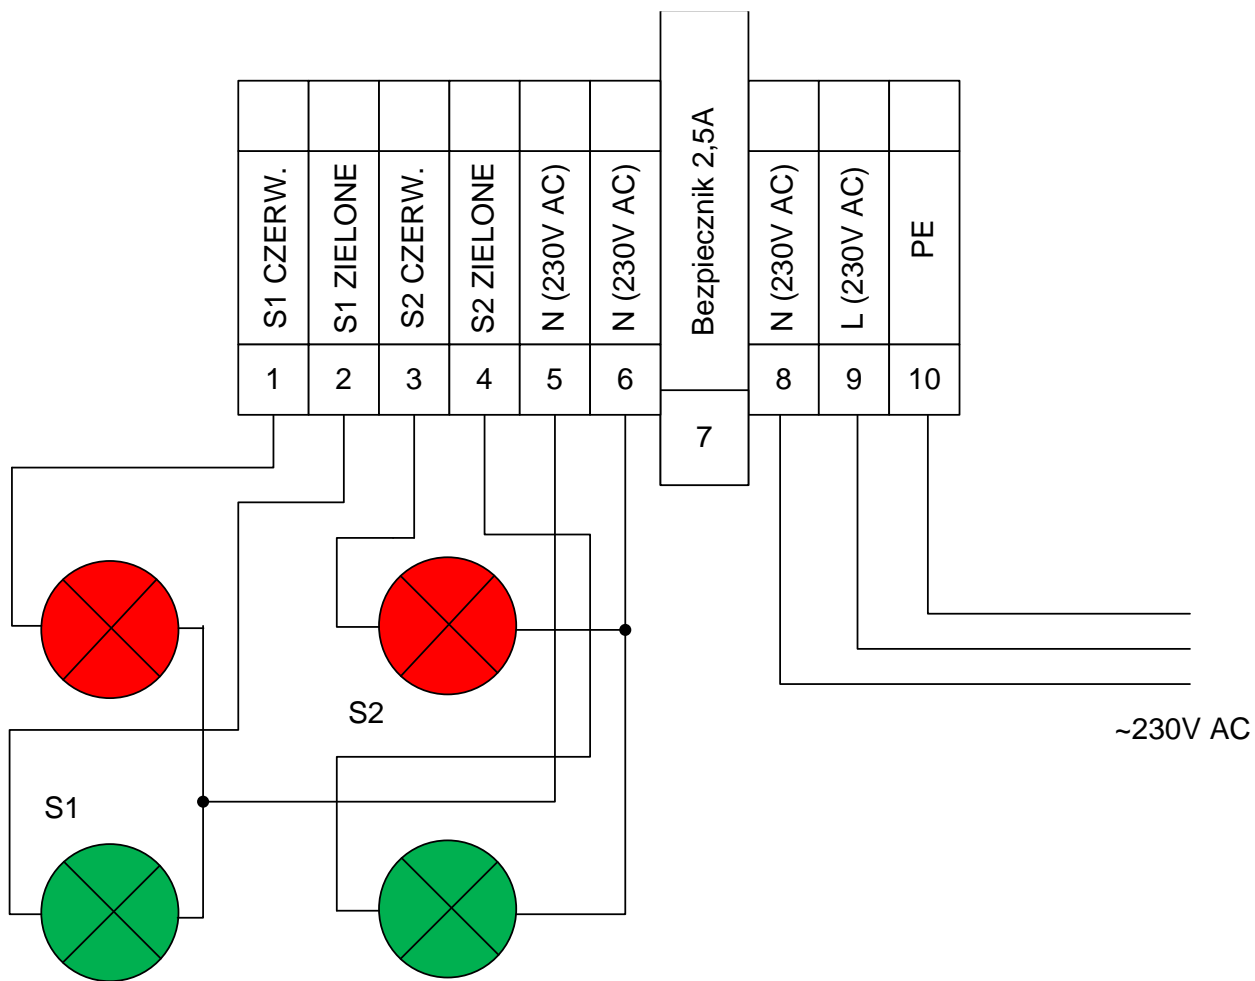 S1 CZERW.
S1 ZIELONE
S2 CZERW.
S2 ZIELONE
N (230V AC)
N (230V AC)
Bezpiecznik 2,5A
N (230V AC)
L (230V AC)
PE
1
2
3
4
5
6
7
8
9
10
S2
~230V AC
S1